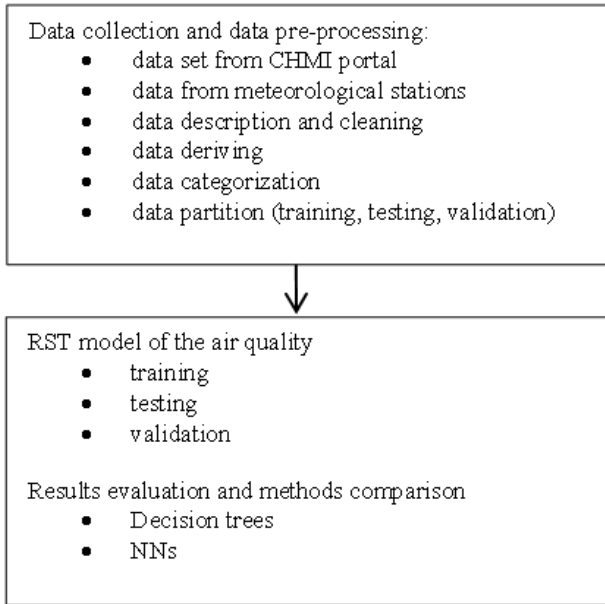 Data collection and data pre-processing:
• data set from CHMI portal
• data from meteorological stations
• data description and cleaning
• data deriving
• data categorization
• data partition (training, testing, validation)
RST model of the air quality
• training
• testing
• validation
Results evaluation and methods comparison
• Decision trees
• NNs